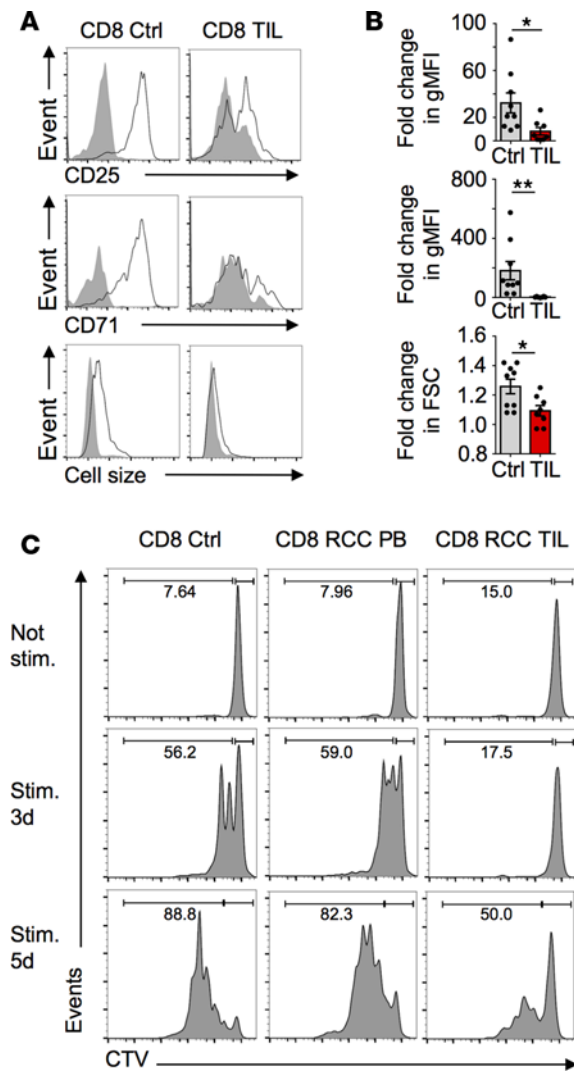 A
CD8 Ctrl
CD8 TIL
Event
CD25
Event
CD71
Event
Cell size
B
Fold change
in gMFI
100
60
20
0
*
Ctrl TIL
Fold change
in gMFI
800
400
0
**
Ctrl TIL
Fold change
in FSC
1.6
1.4
1.2
1.0
0.8
*
Ctrl TIL
C
CD8 Ctrl
CD8 RCC PB
CD8 RCC TIL
Not
stim.
7.64
7.96
15.0
Stim.
3d
56.2
59.0
17.5
Stim.
5d
88.8
82.3
50.0
Events
CTV